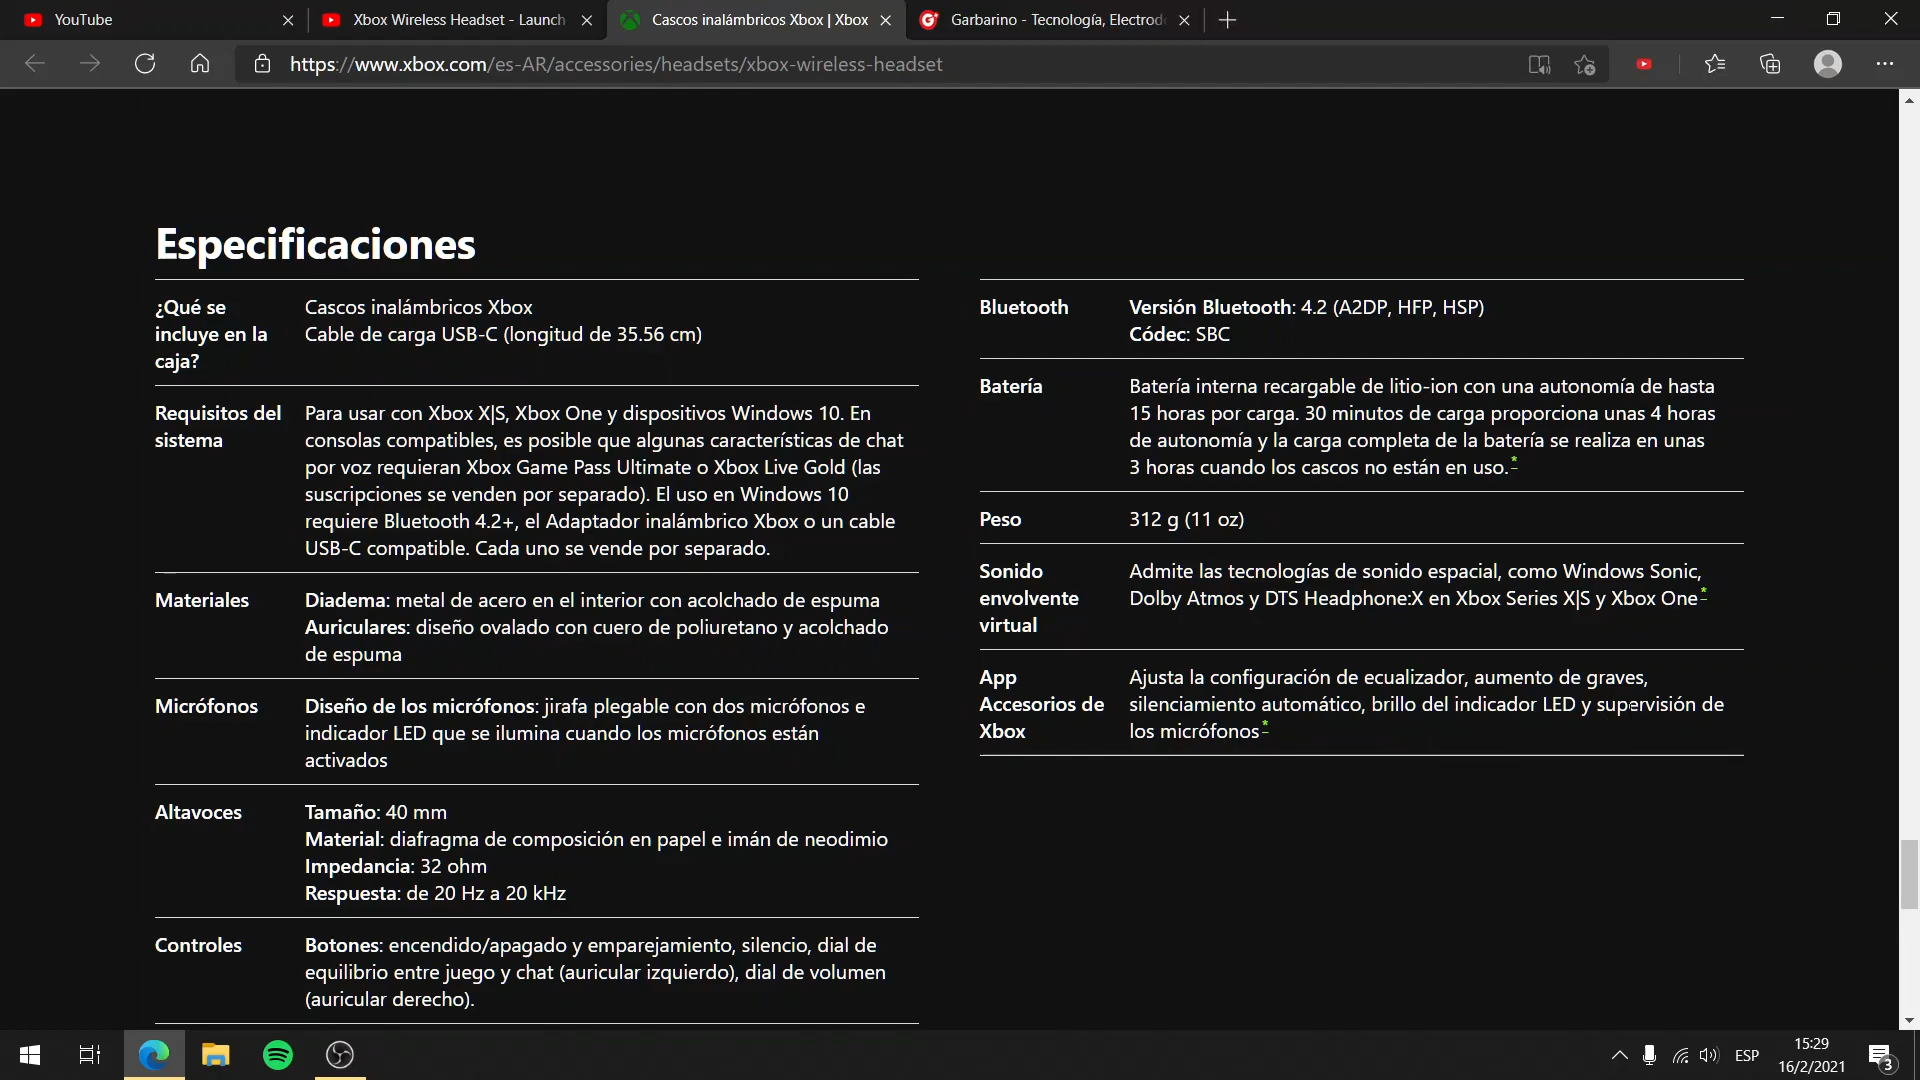 YouTube
Xbox Wireless Headset - Launch
Cascos inalámbricos Xbox | Xbox
Garbarino - Tecnología, Electrod
https://www.xbox.com/es-AR/accessories/headsets/xbox-wireless-headset
Especificaciones
¿Qué se
incluye en la
caja?
Cascos inalámbricos Xbox
Cable de carga USB-C (longitud de 35.56 cm)
Requisitos del
sistema
Para usar con Xbox X|S, Xbox One y dispositivos Windows 10. En
consolas compatibles, es posible que algunas características de chat
por voz requieran Xbox Game Pass Ultimate o Xbox Live Gold (las
suscripciones se venden por separado). El uso en Windows 10
requiere Bluetooth 4.2+, el Adaptador inalámbrico Xbox o un cable
USB-C compatible. Cada uno se vende por separado.
Materiales
Diadema: metal de acero en el interior con acolchado de espuma
Auriculares: diseño ovalado con cuero de poliuretano y acolchado
de espuma
Micrófonos
Diseño de los micrófonos: jirafa plegable con dos micrófonos e
indicador LED que se ilumina cuando los micrófonos están
activados
Altavoces
Tamaño: 40 mm
Material: diafragma de composición en papel e imán de neodimio
Impedancia: 32 ohm
Respuesta: de 20 Hz a 20 kHz
Controles
Botones: encendido/apagado y emparejamiento, silencio, dial de
equilibrio entre juego y chat (auricular izquierdo), dial de volumen
(auricular derecho).
Bluetooth
Versión Bluetooth: 4.2 (A2DP, HFP, HSP)
Códec: SBC
Batería
Batería interna recargable de litio-ion con una autonomía de hasta
15 horas por carga. 30 minutos de carga proporciona unas 4 horas
de autonomía y la carga completa de la batería se realiza en unas
3 horas cuando los cascos no están en uso.*
Peso
312 g (11 oz)
Sonido
envolvente
virtual
Admite las tecnologías de sonido espacial, como Windows Sonic,
Dolby Atmos y DTS Headphone:X en Xbox Series X|S y Xbox One*
App
Accesorios de
Xbox
Ajusta la configuración de ecualizador, aumento de graves,
silenciamiento automático, brillo del indicador LED y supervisión de
los micrófonos*
ESP
15:29
16/2/2021
3